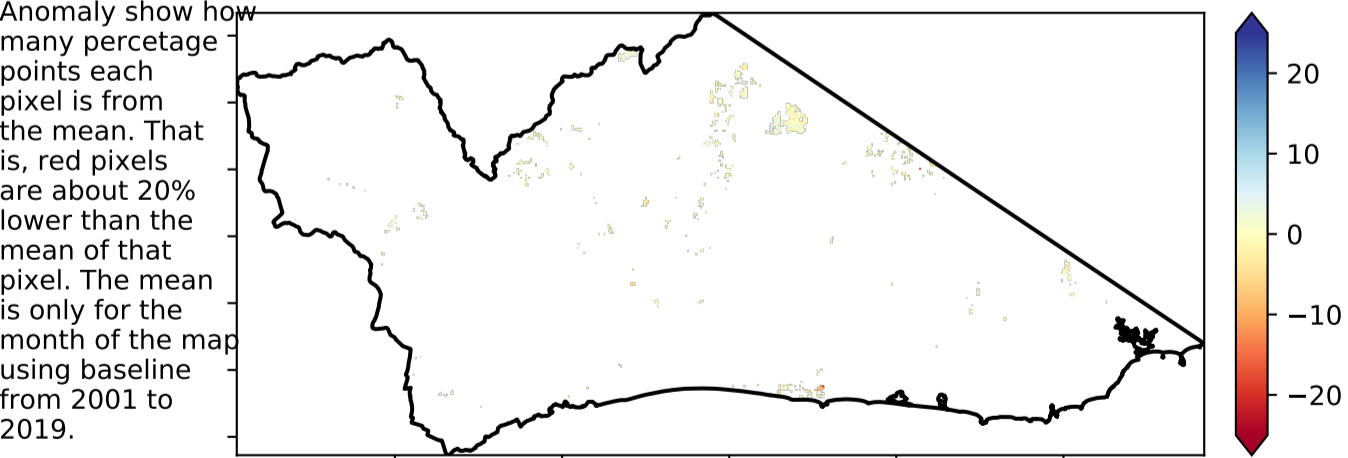 Anomaly show how
many percetage
points each
pixel is from
the mean. That
is, red pixels
are about 20%
lower than the
mean of that
pixel. The mean
is only for the
month of the map
using baseline
from 2001 to
2019.
20
10
0
−10
−20